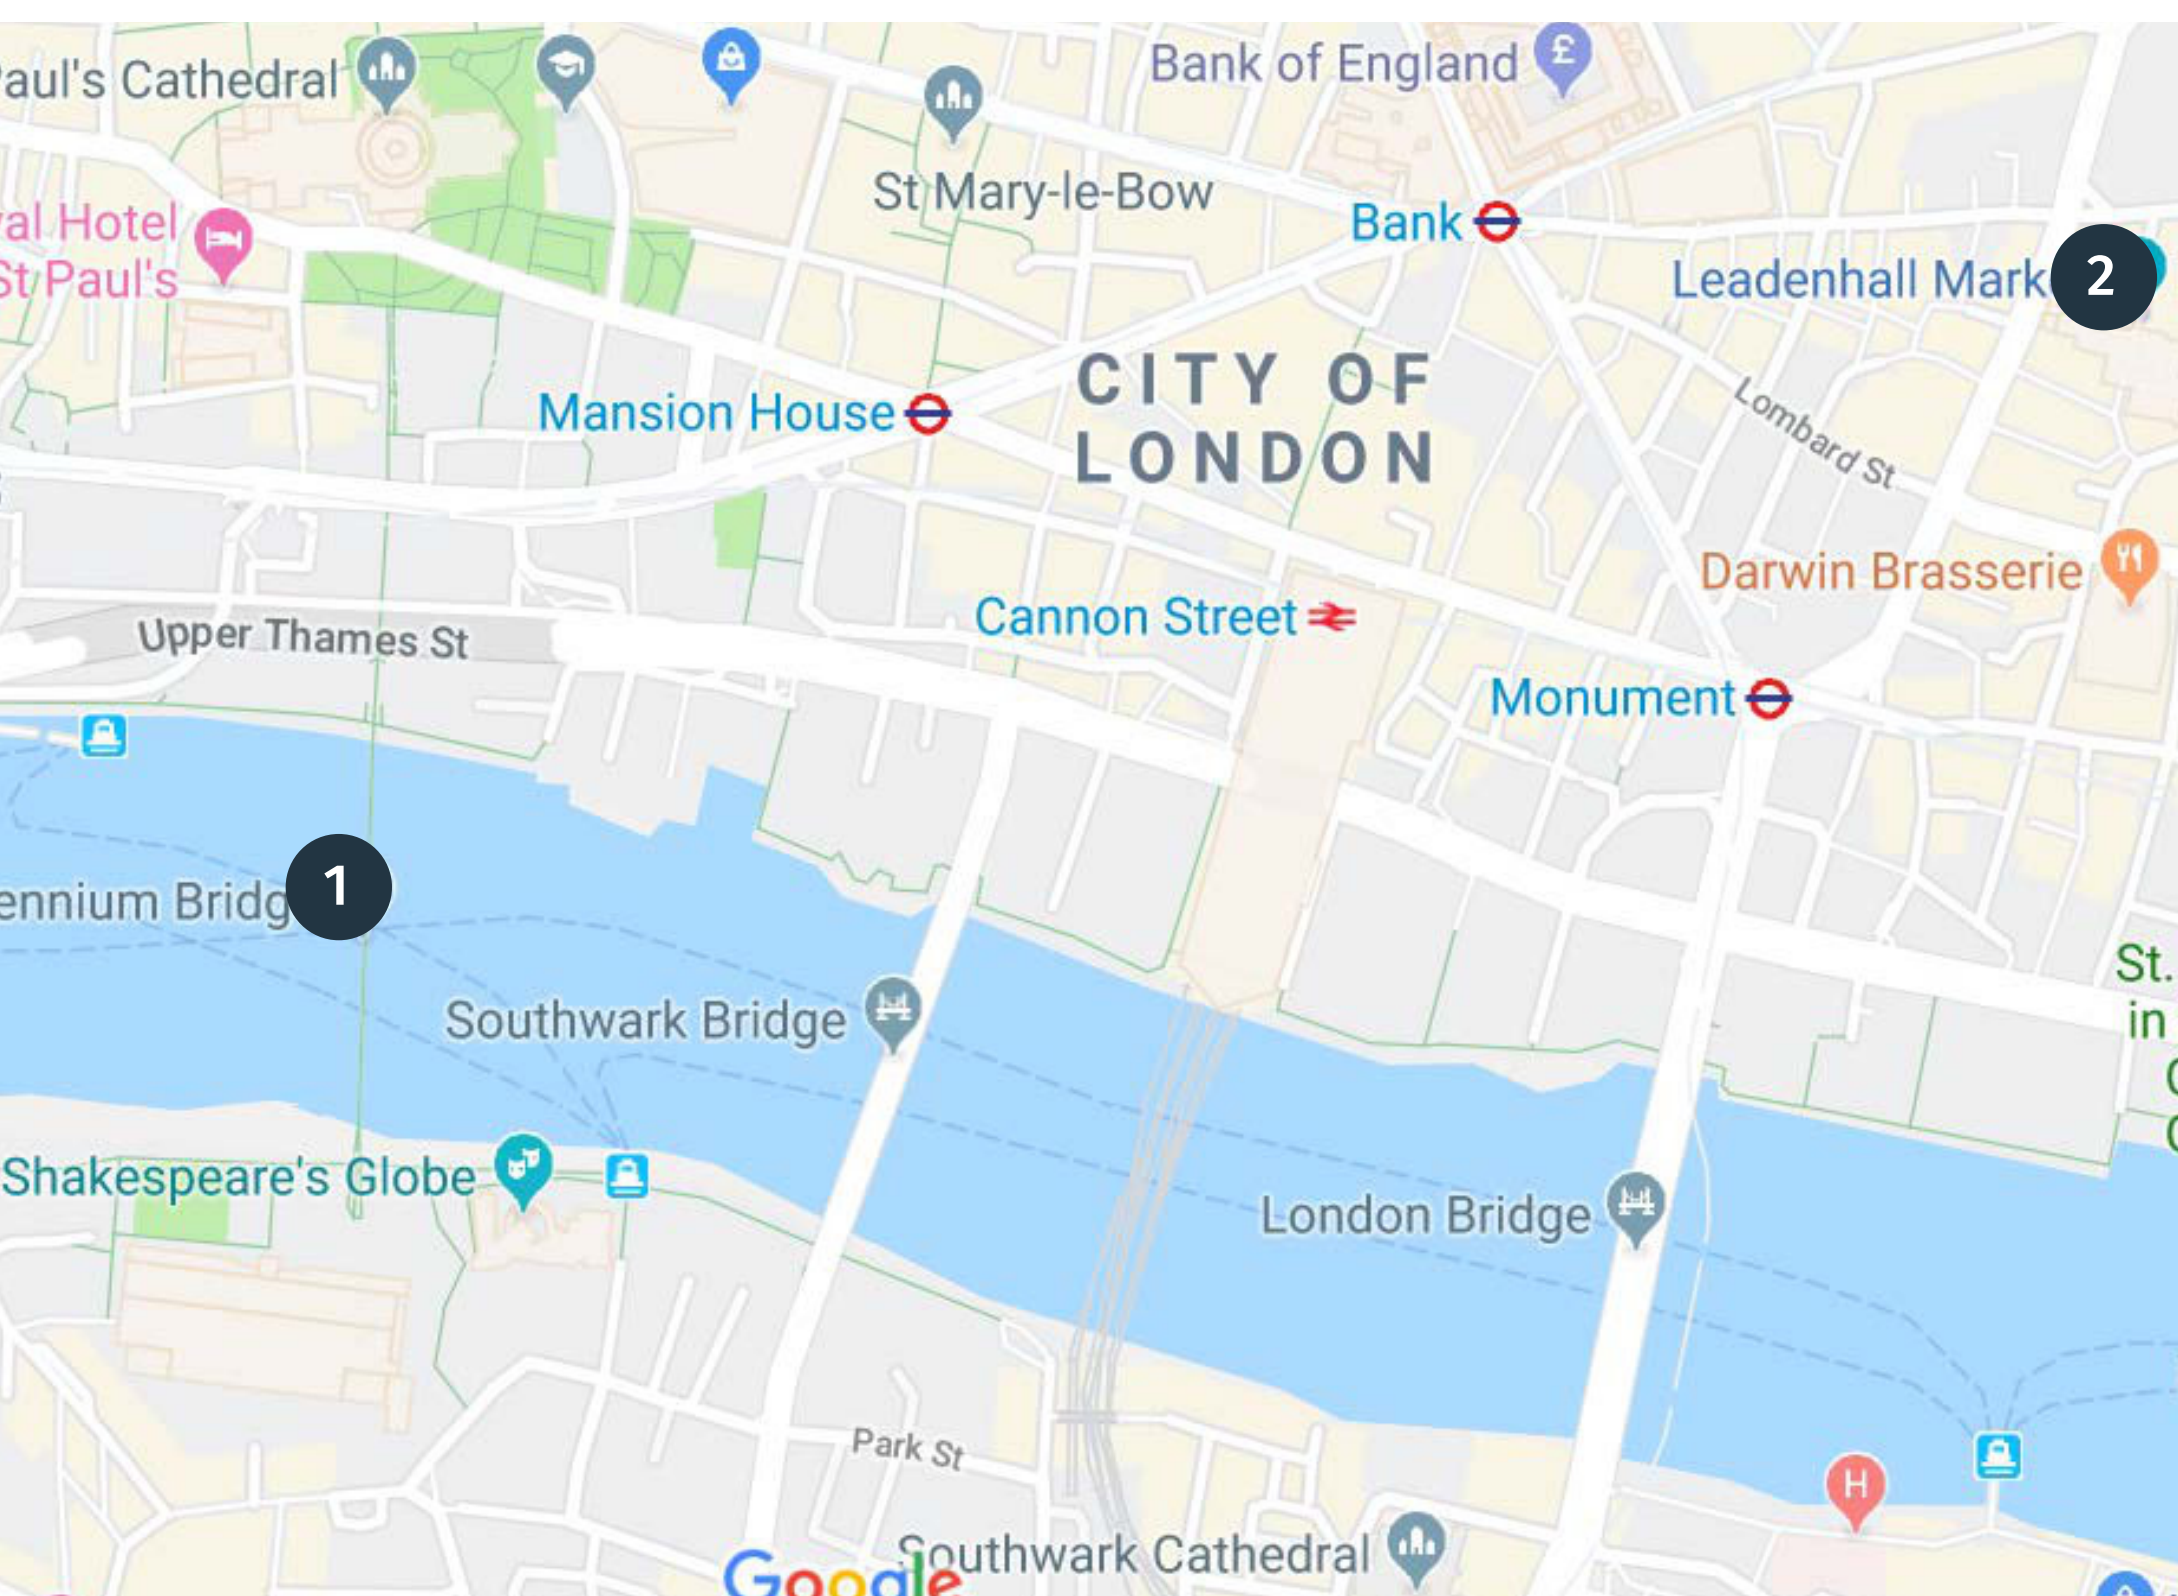 aul's Cathedral
Bank of England
St Mary-le-Bow
al Hotel
St Paul's
Bank
Leadenhall Mark
2
CITY OF
LONDON
Mansion House
Lombard St
Darwin Brasserie
Cannon Street
Upper Thames St
Monument
1
ennium Bridg
St.
in
Southwark Bridge
Shakespeare's Globe
London Bridge
Park St
H
Southwark Cathedral
Google